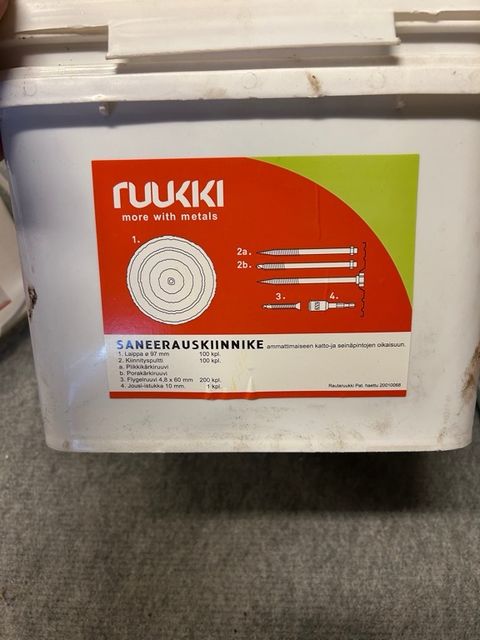 ruukki
more with metals
1.
2a.
2b.
3.
4.
SANEERAUSKIINNIKE ammattimaiseen katto-ja seinäpintojen oikaisuun.
1. Laippa ø 97 mm 100 kpl.
2. Kiinnityspultti 100 kpl.
a. Piikkikärkiruuvi
b. Porakärkiruuvi
3. Flygelruuvi 4,8 x 60 mm 200 kpl.
4. Jousi-istukka 10 mm. 1 kpl.
Rautaruukki Pat. haettu 20010068